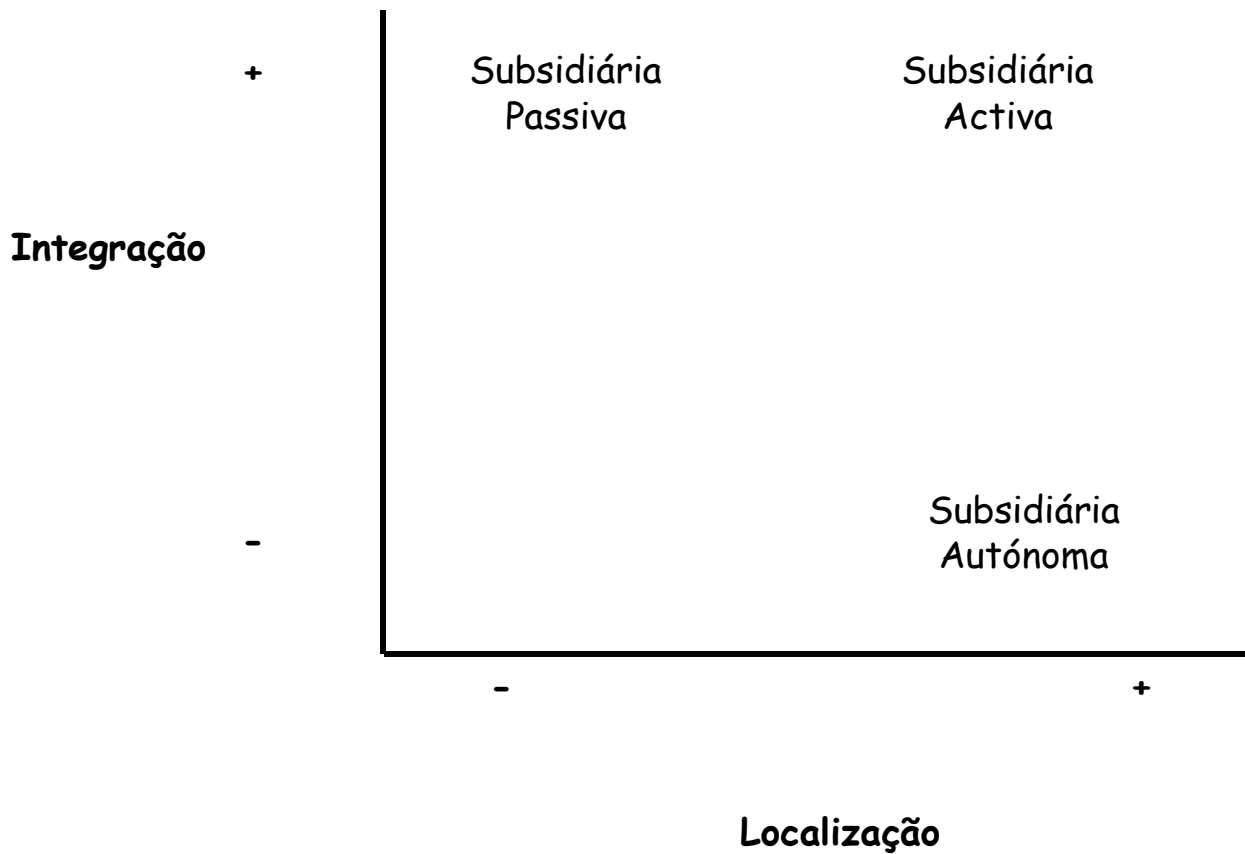 +
Subsidiária
Passiva
Subsidiária
Activa
Integração
-
Subsidiária
Autónoma
-
+
Localização